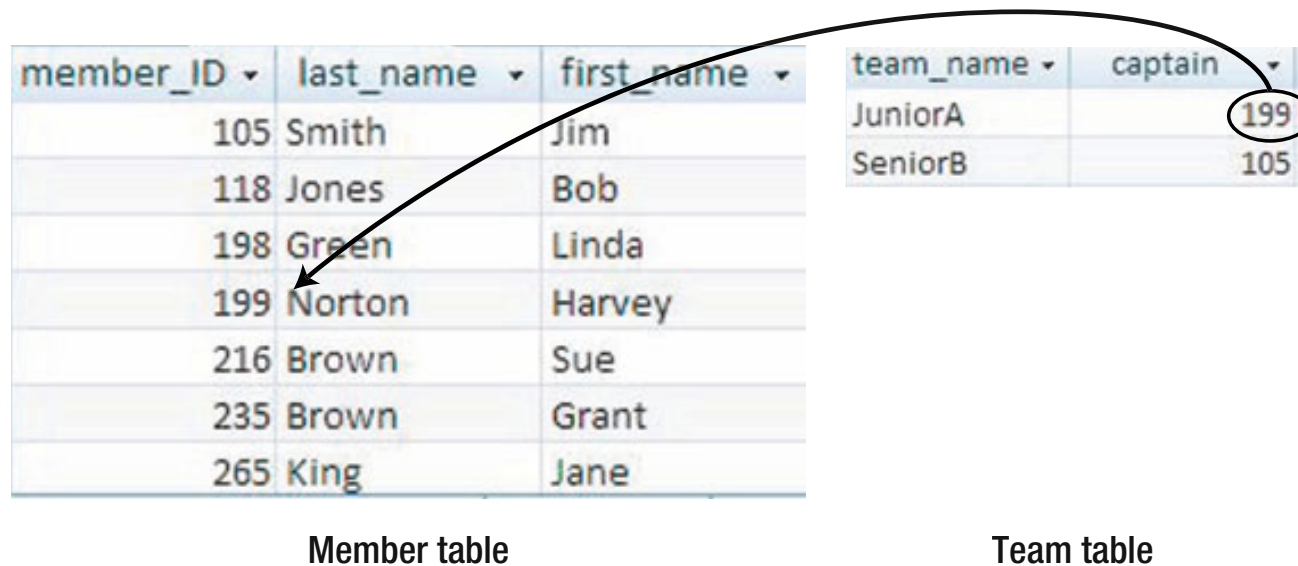 member_ID last_name first_name
105 Smith Jim
118 Jones Bob
198 Green Linda
199 Norton Harvey
216 Brown Sue
235 Brown Grant
265 King Jane
Member table
team_name captain
JuniorA 199
SeniorB 105
Team table